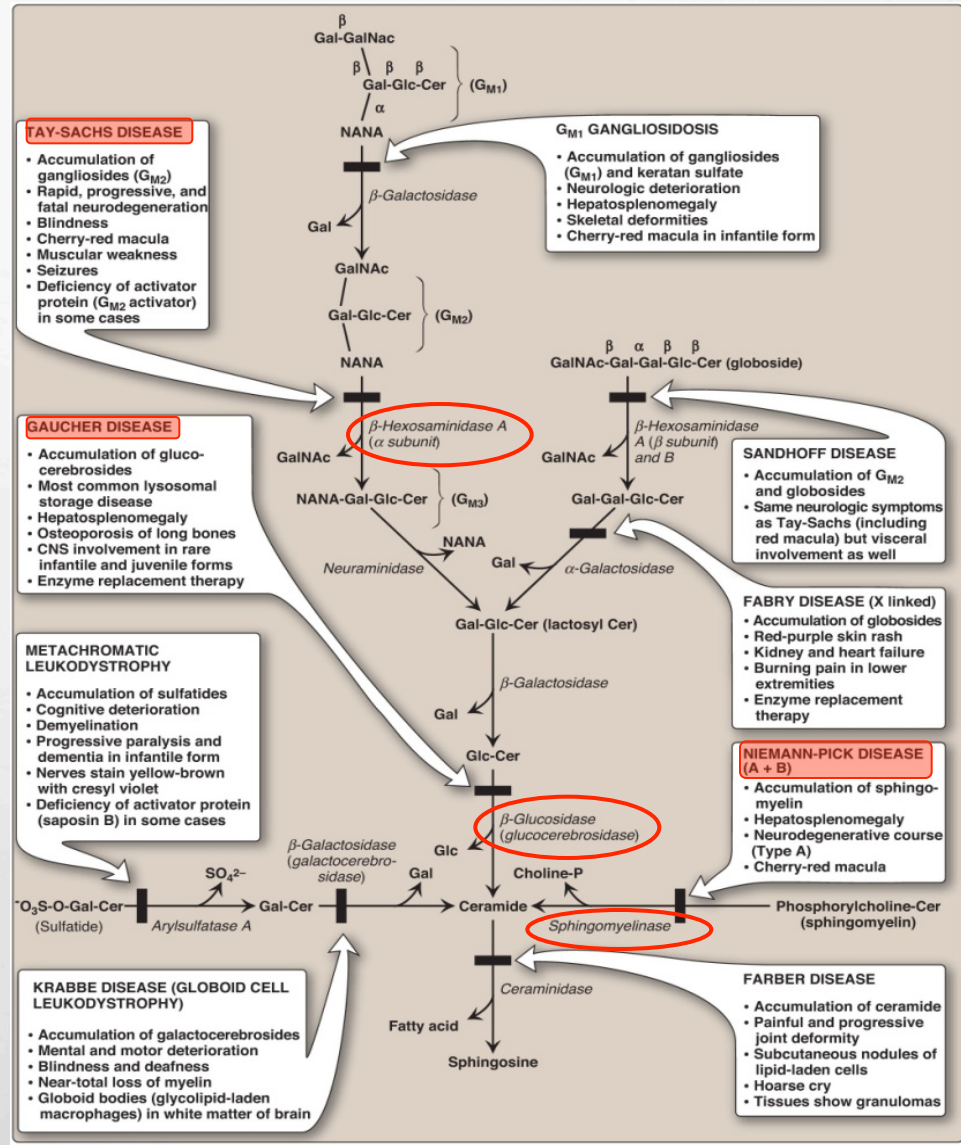 β
Gal-GalNac
β β β
Gal-Glc-Cer
(GM1)
α
NANA
β-Galactosidase
Gal
GalNAc
Gal-Glc-Cer
(GM2)
NANA
β-Hexosaminidase A
(α subunit)
GalNAc
NANA-Gal-Glc-Cer
(GM3)
NANA
Neuraminidase
TAY-SACHS DISEASE
• Accumulation of
gangliosides (GM2)
• Rapid, progressive, and
fatal neurodegeneration
• Blindness
• Cherry-red macula
• Muscular weakness
• Seizures
• Deficiency of activator
protein (GM2 activator)
in some cases
GM1 GANGLIOSIDOSIS
• Accumulation of gangliosides
(GM1) and keratan sulfate
• Neurologic deterioration
• Hepatosplenomegaly
• Skeletal deformities
• Cherry-red macula in infantile form
β α β β
GalNAc-Gal-Gal-Glc-Cer (globoside)
β-Hexosaminidase
A (β subunit)
and B
GalNAc
Gal-Gal-Glc-Cer
Gal
α-Galactosidase
GAUCHER DISEASE
• Accumulation of gluco-
cerebrosides
• Most common lysosomal
storage disease
• Hepatosplenomegaly
• Osteoporosis of long bones
• CNS involvement in rare
infantile and juvenile forms
• Enzyme replacement therapy
SANDHOFF DISEASE
• Accumulation of GM2
and globosides
• Same neurologic symptoms
as Tay-Sachs (including
red macula) but visceral
involvement as well
Gal-Glc-Cer (lactosyl Cer)
β-Galactosidase
Gal
Glc-Cer
β-Glucosidase
(glucocerebrosidase)
Glc
FABRY DISEASE (X linked)
• Accumulation of globosides
• Red-purple skin rash
• Kidney and heart failure
• Burning pain in lower
extremities
• Enzyme replacement
therapy
METACHROMATIC
LEUKODYSTROPHY
• Accumulation of sulfatides
• Cognitive deterioration
• Demyelination
• Progressive paralysis and
dementia in infantile form
• Nerves stain yellow-brown
with cresyl violet
• Deficiency of activator protein
(saposin B) in some cases
NIEMANN-PICK DISEASE
(A + B)
• Accumulation of sphingo-
myelin
• Hepatosplenomegaly
• Neurodegenerative course
(Type A)
• Cherry-red macula
β-Galactosidase
(galactocerebro-
sidase)
SO₄²⁻
Gal
Choline-P
⁻O₃S-O-Gal-Cer
(Sulfatide)
Arylsulfatase A
Gal-Cer
Ceramide
Sphingomyelinase
Phosphorylcholine-Cer
(sphingomyelin)
Ceramidase
Fatty acid
Sphingosine
KRABBE DISEASE (GLOBOID CELL
LEUKODYSTROPHY)
• Accumulation of galactocerebrosides
• Mental and motor deterioration
• Blindness and deafness
• Near-total loss of myelin
• Globoid bodies (glycolipid-laden
macrophages) in white matter of brain
FARBER DISEASE
• Accumulation of ceramide
• Painful and progressive
joint deformity
• Subcutaneous nodules of
lipid-laden cells
• Hoarse cry
• Tissues show granulomas